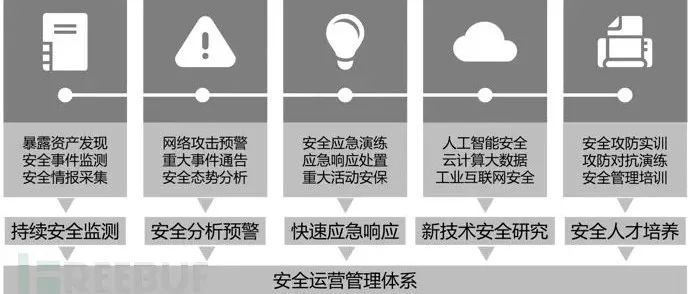 暴露资产发现
安全事件监测
安全情报采集
网络攻击预警
重大事件通告
安全态势分析
安全应急演练
应急响应处置
重大活动安保
人工智能安全
云计算大数据
工业互联网安全
安全攻防实训
攻防对抗演练
安全管理培训
持续安全监测
安全分析预警
快速应急响应
新技术安全研究
安全人才培养
安全运营管理体系
FREEBUF